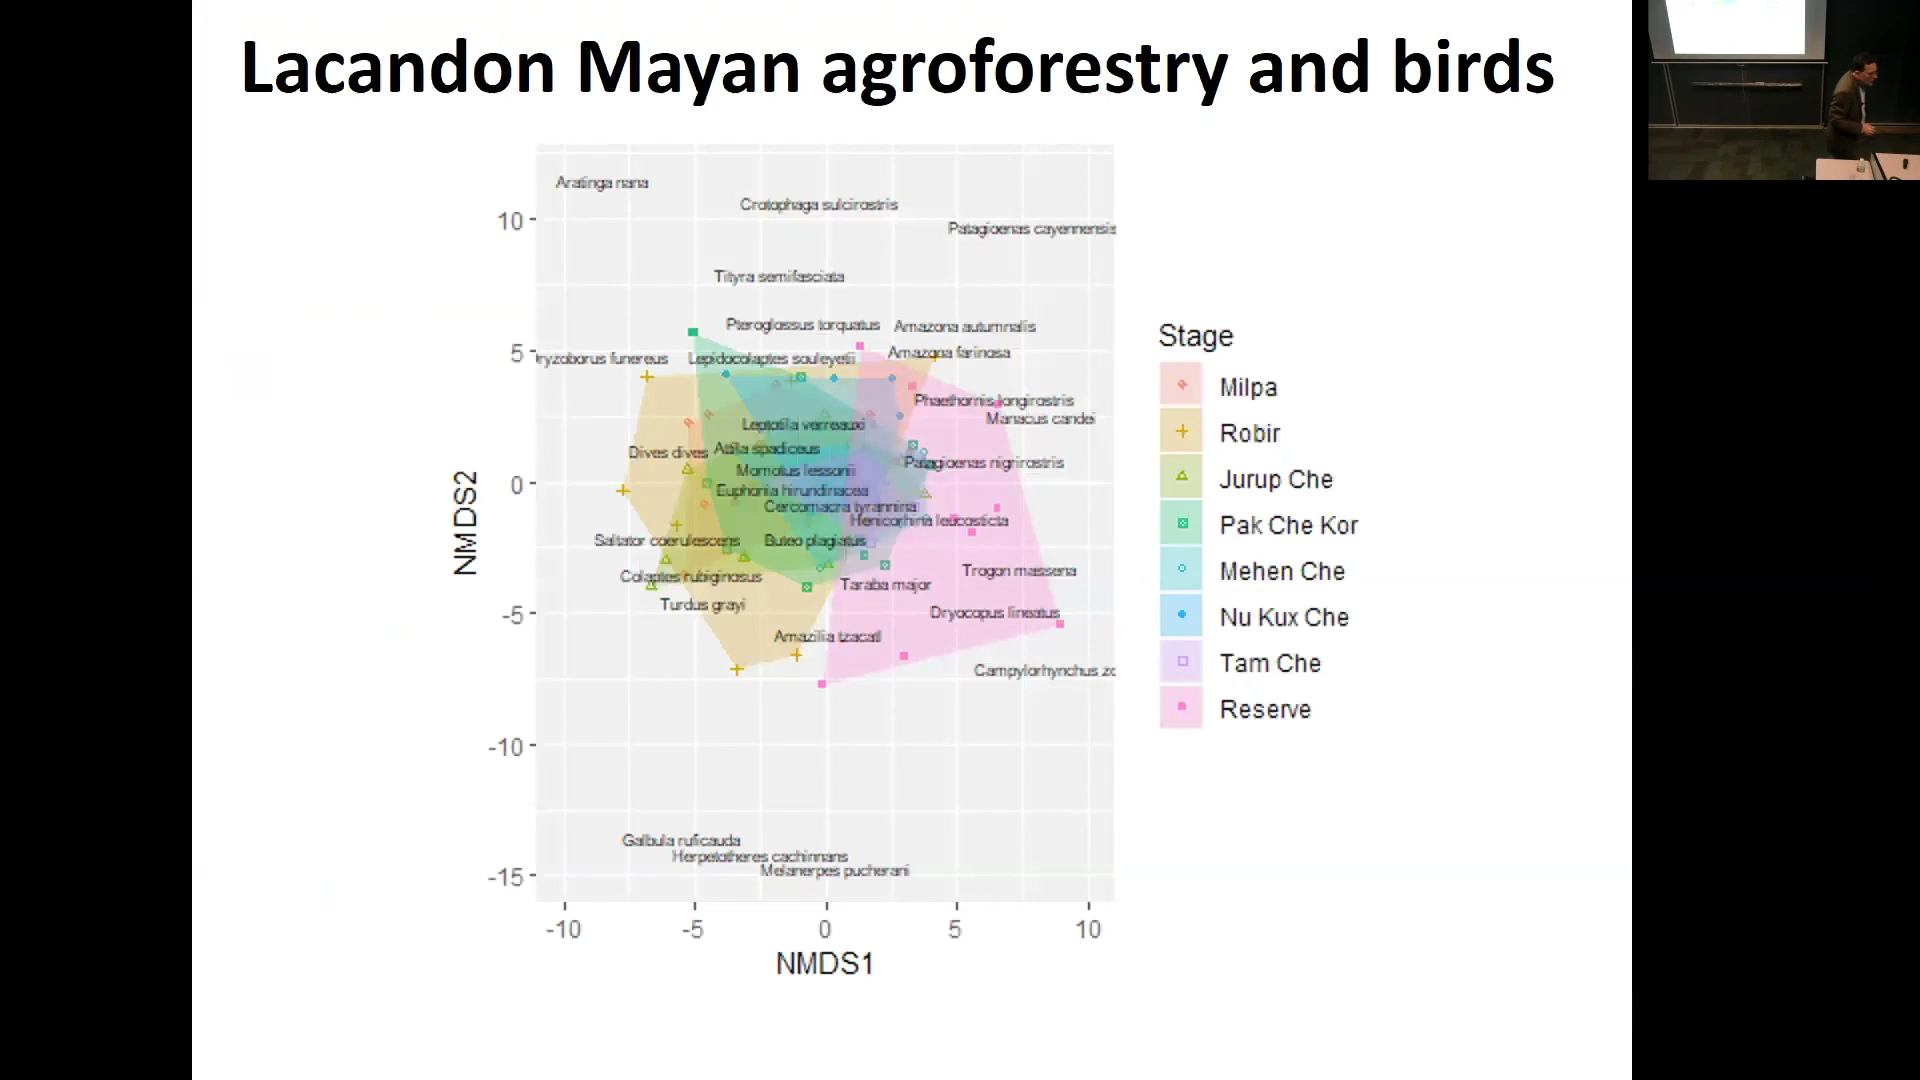 Lacandon Mayan agroforestry and birds
Aratinga nana
Crotophaga sulcirostris
10
Patagioenas cayennensis
Tityra semifasciata
Pteroglossus torquatus
Amazona autumnalis
5
ryzoborus funereus
Lepidocolaptes souleyetii
Amazona farinosa
Phaethornis longirostris
Manacus candei
Leptotila verreauxi
Dives dives
Attila spadiceus
Momotus lessonii
Patagioenas nigrirostris
0
Euphonia hirundinacea
Cercomacra tyrannina
Henicorhina leucosticta
Saltator coerulescens
Buteo plagiatus
Colaptes rubiginosus
Taraba major
Trogon massena
Turdus grayi
Dryocopus lineatus
-5
Amazilia tzacatl
Campylorhynchus zo
-10
Galbula ruficauda
Herpetotheres cachinnans
Melanerpes pucherani
-15
-10
-5
0
5
10
NMDS1
NMDS2
Stage
Milpa
Robir
Jurup Che
Pak Che Kor
Mehen Che
Nu Kux Che
Tam Che
Reserve